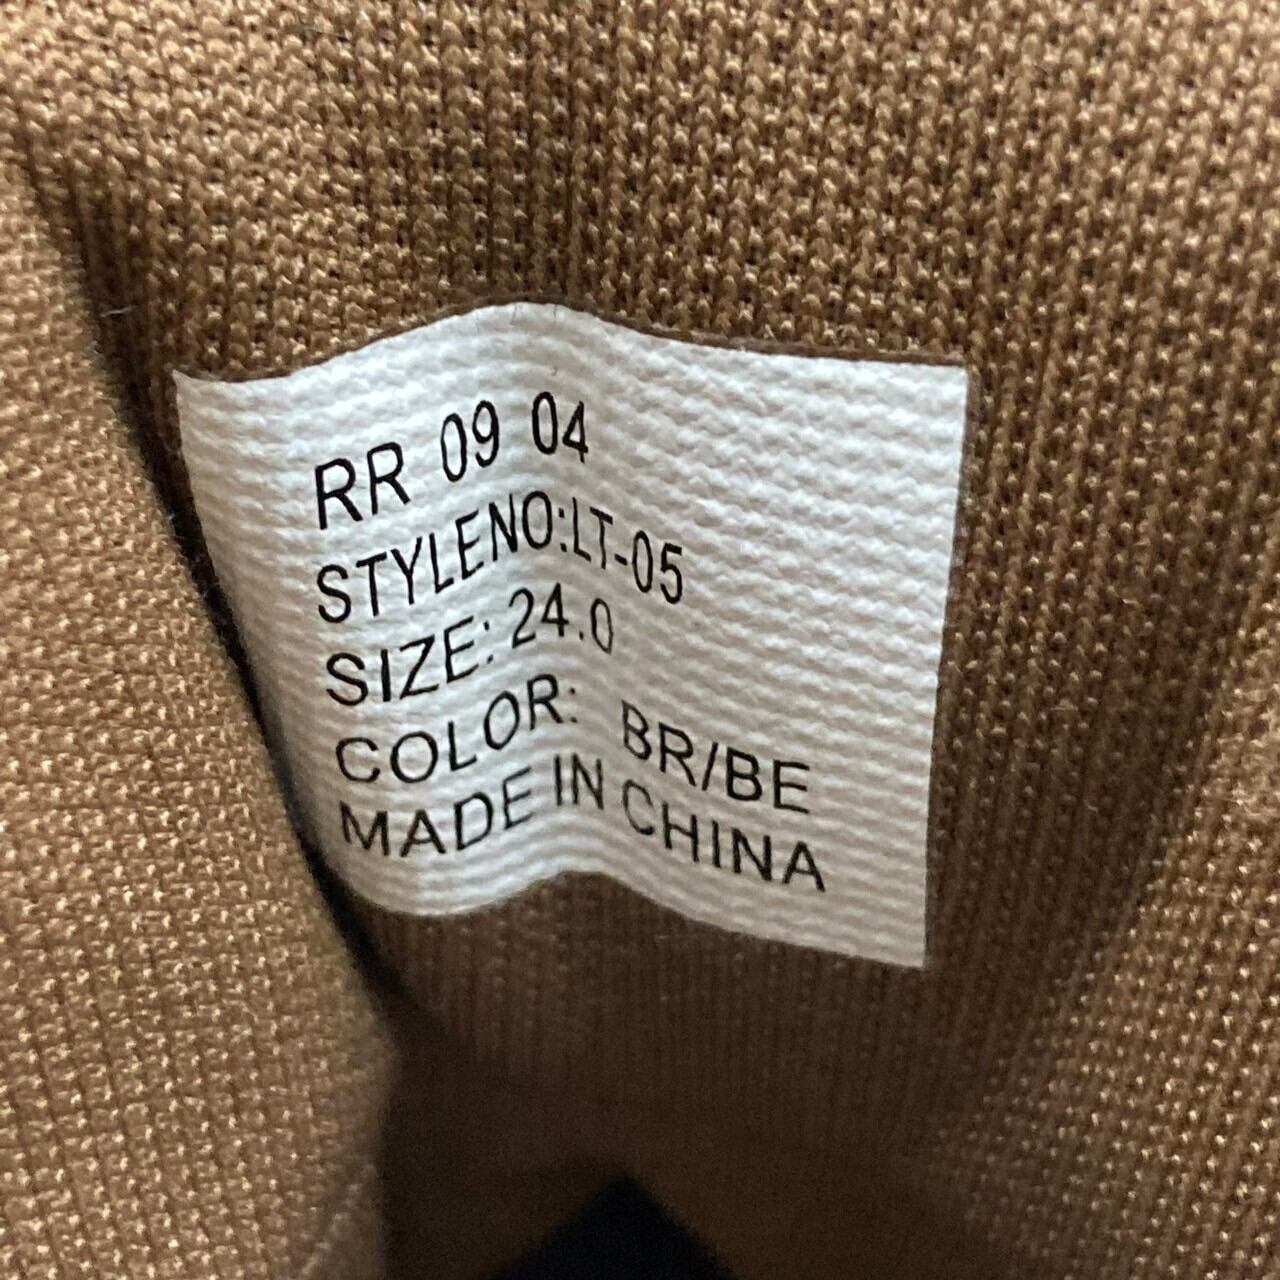 RR 09 04
STYLENO:LT-05
SIZE: 24.0
COLOR: BR/BE
MADE IN CHINA